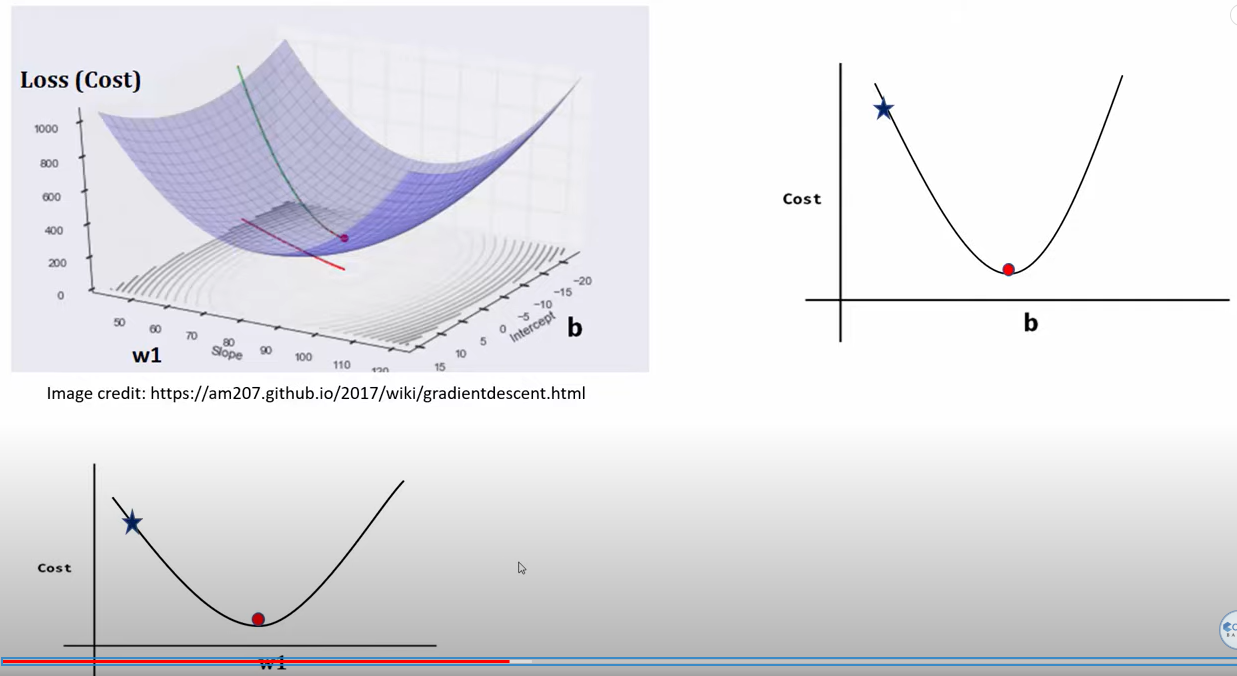 Loss (Cost)
1000
800
600
400
200
0
50
60
70
80
90
100
110
w1
Slope
15
10
5
0
−5
−10
−15
−20
Intercept
b
Image credit: https://am207.github.io/2017/wiki/gradientdescent.html
Cost
b
Cost
w1